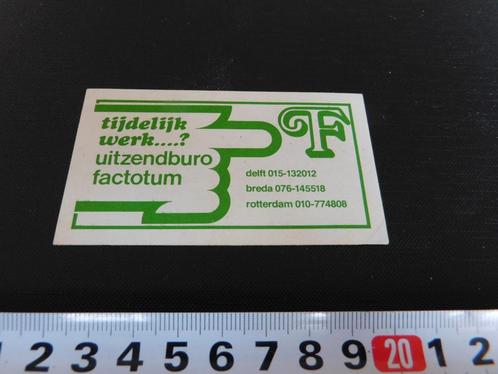 tijdelijk
werk....?
uitzendburo
factotum
F
delft 015-132012
breda 076-145518
rotterdam 010-774808
1 2 3 4 5 6 7 8 9 20 1 2